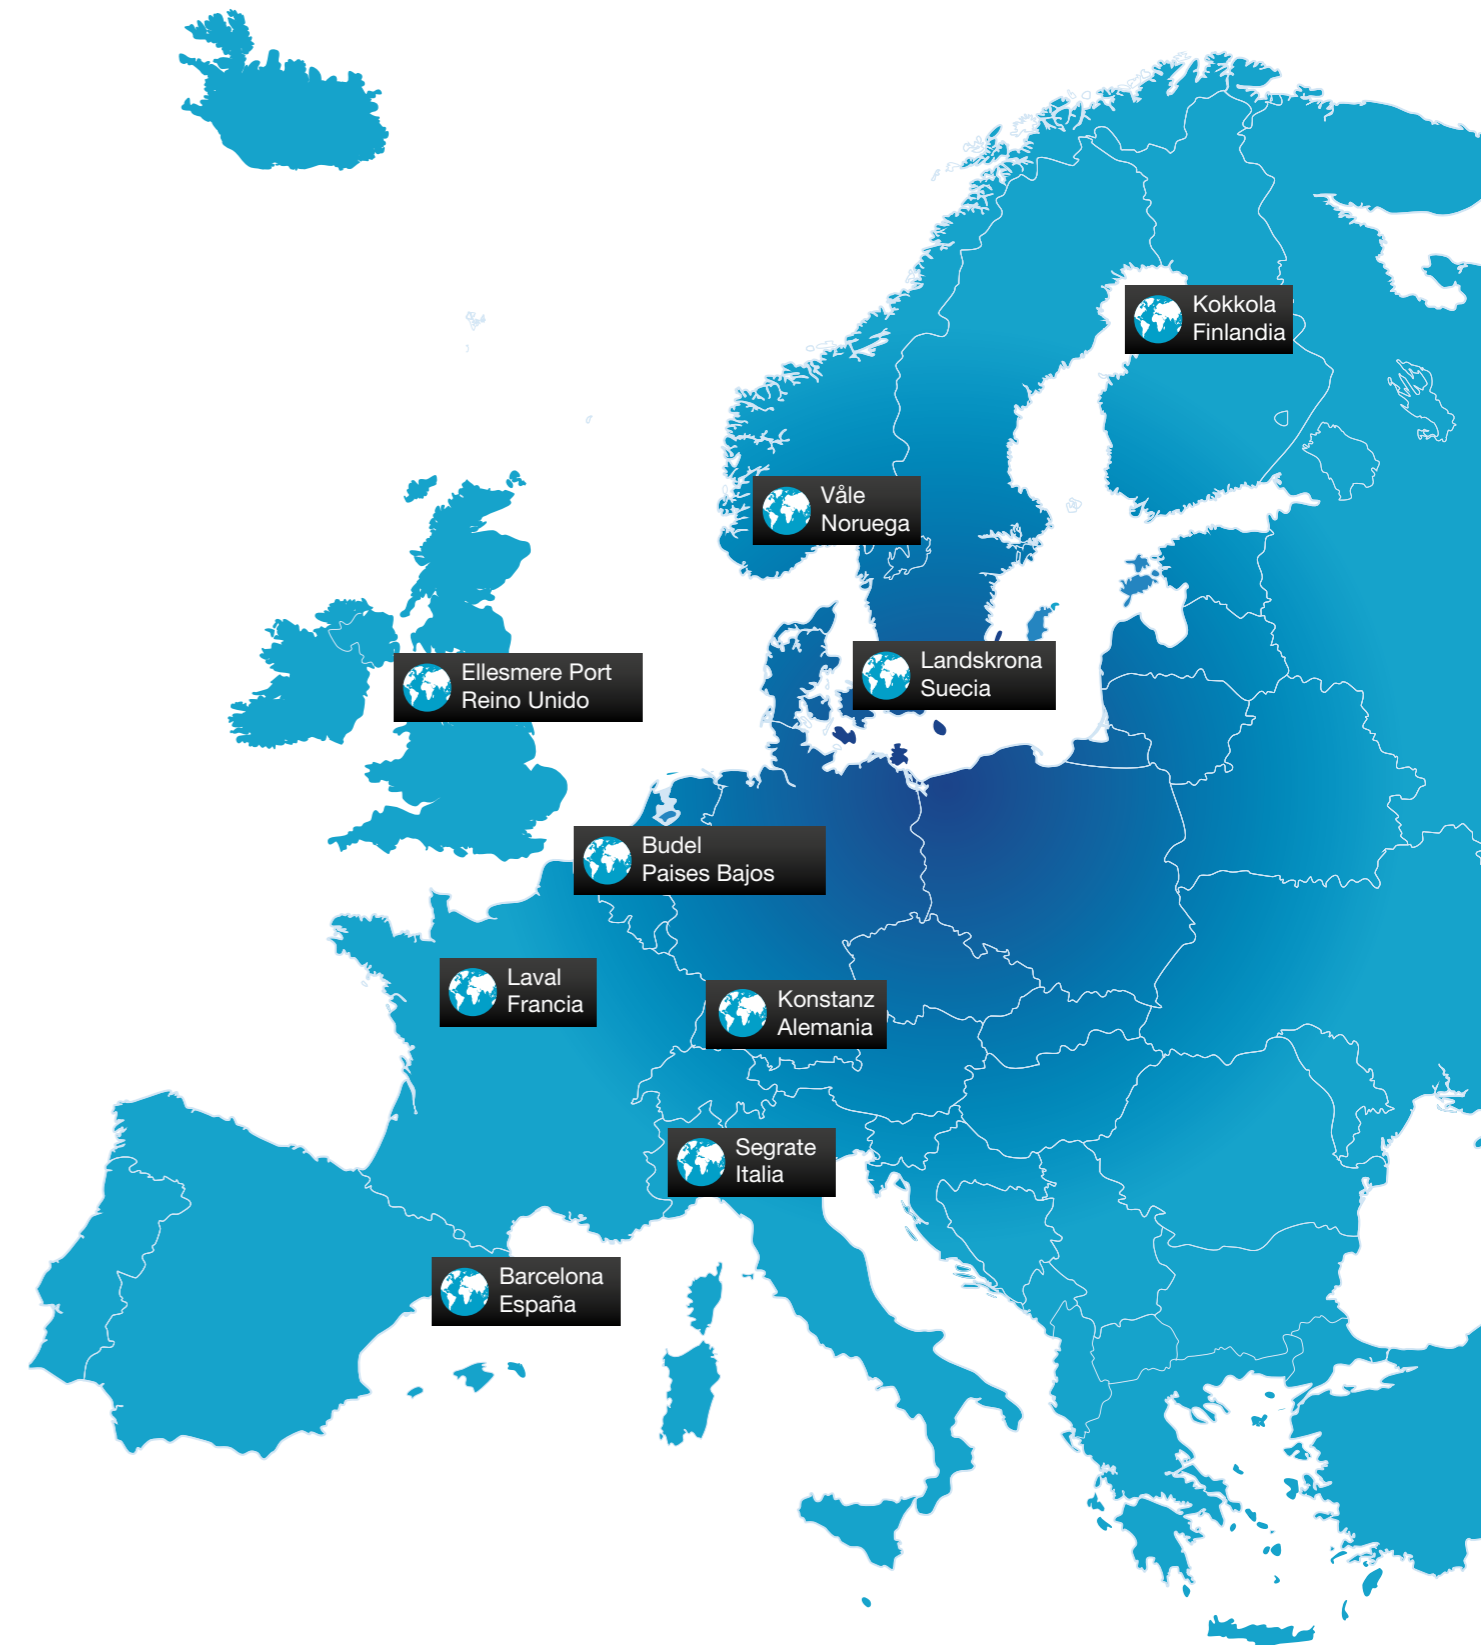 Kokkola
Finlandia
Våle
Noruega
Landskrona
Suecia
Ellesmere Port
Reino Unido
Budel
Paises Bajos
Laval
Francia
Konstanz
Alemania
Segrate
Italia
Barcelona
España